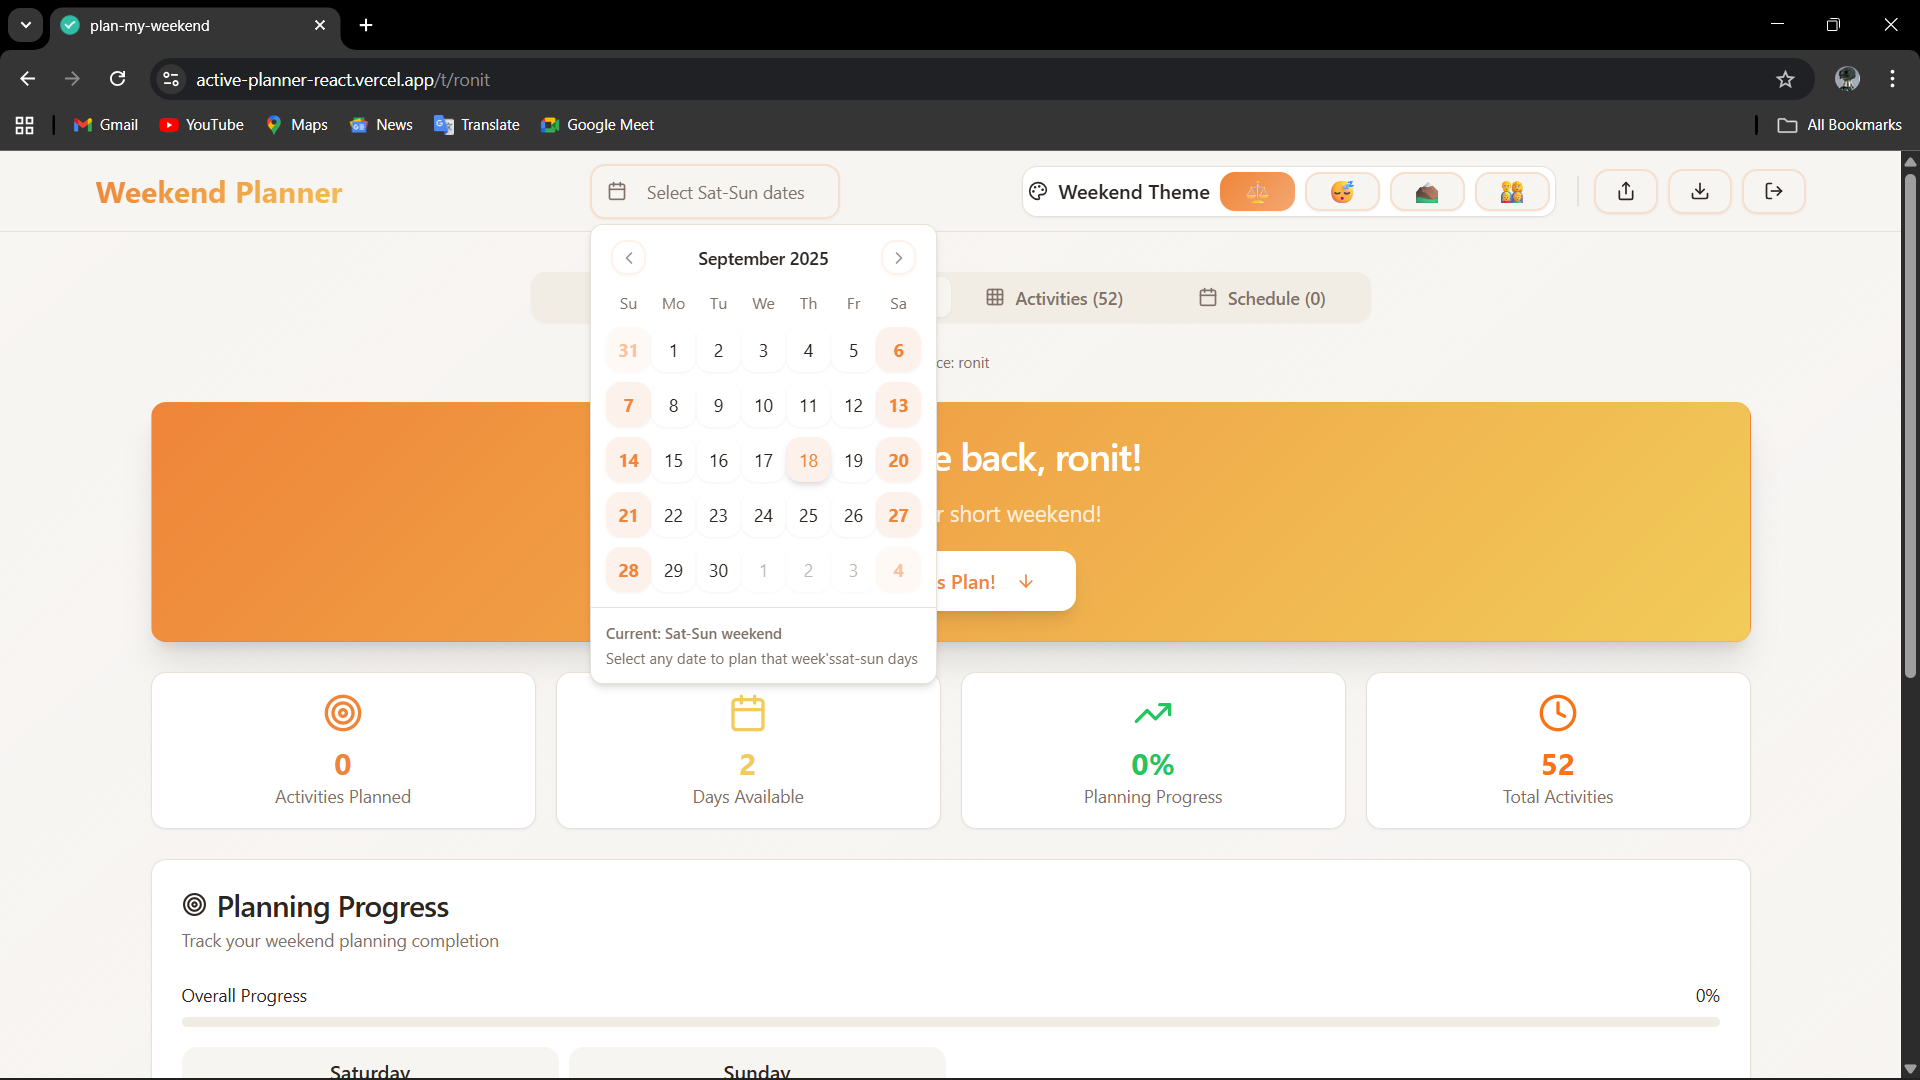 plan-my-weekend
active-planner-react.vercel.app/t/ronit
Gmail
YouTube
Maps
News
Translate
Google Meet
All Bookmarks
Weekend Planner
Select Sat-Sun dates
Weekend Theme
September 2025
Su Mo Tu We Th Fr Sa
31 1 2 3 4 5 6
7 8 9 10 11 12 13
14 15 16 17 18 19 20
21 22 23 24 25 26 27
28 29 30 1 2 3 4
Current: Sat-Sun weekend
Select any date to plan that week'ssat-sun days
Activities (52)
Schedule (0)
ce: ronit
e back, ronit!
r short weekend!
s Plan!
0
Activities Planned
2
Days Available
0%
Planning Progress
52
Total Activities
Planning Progress
Track your weekend planning completion
Overall Progress
0%
Saturday
Sunday